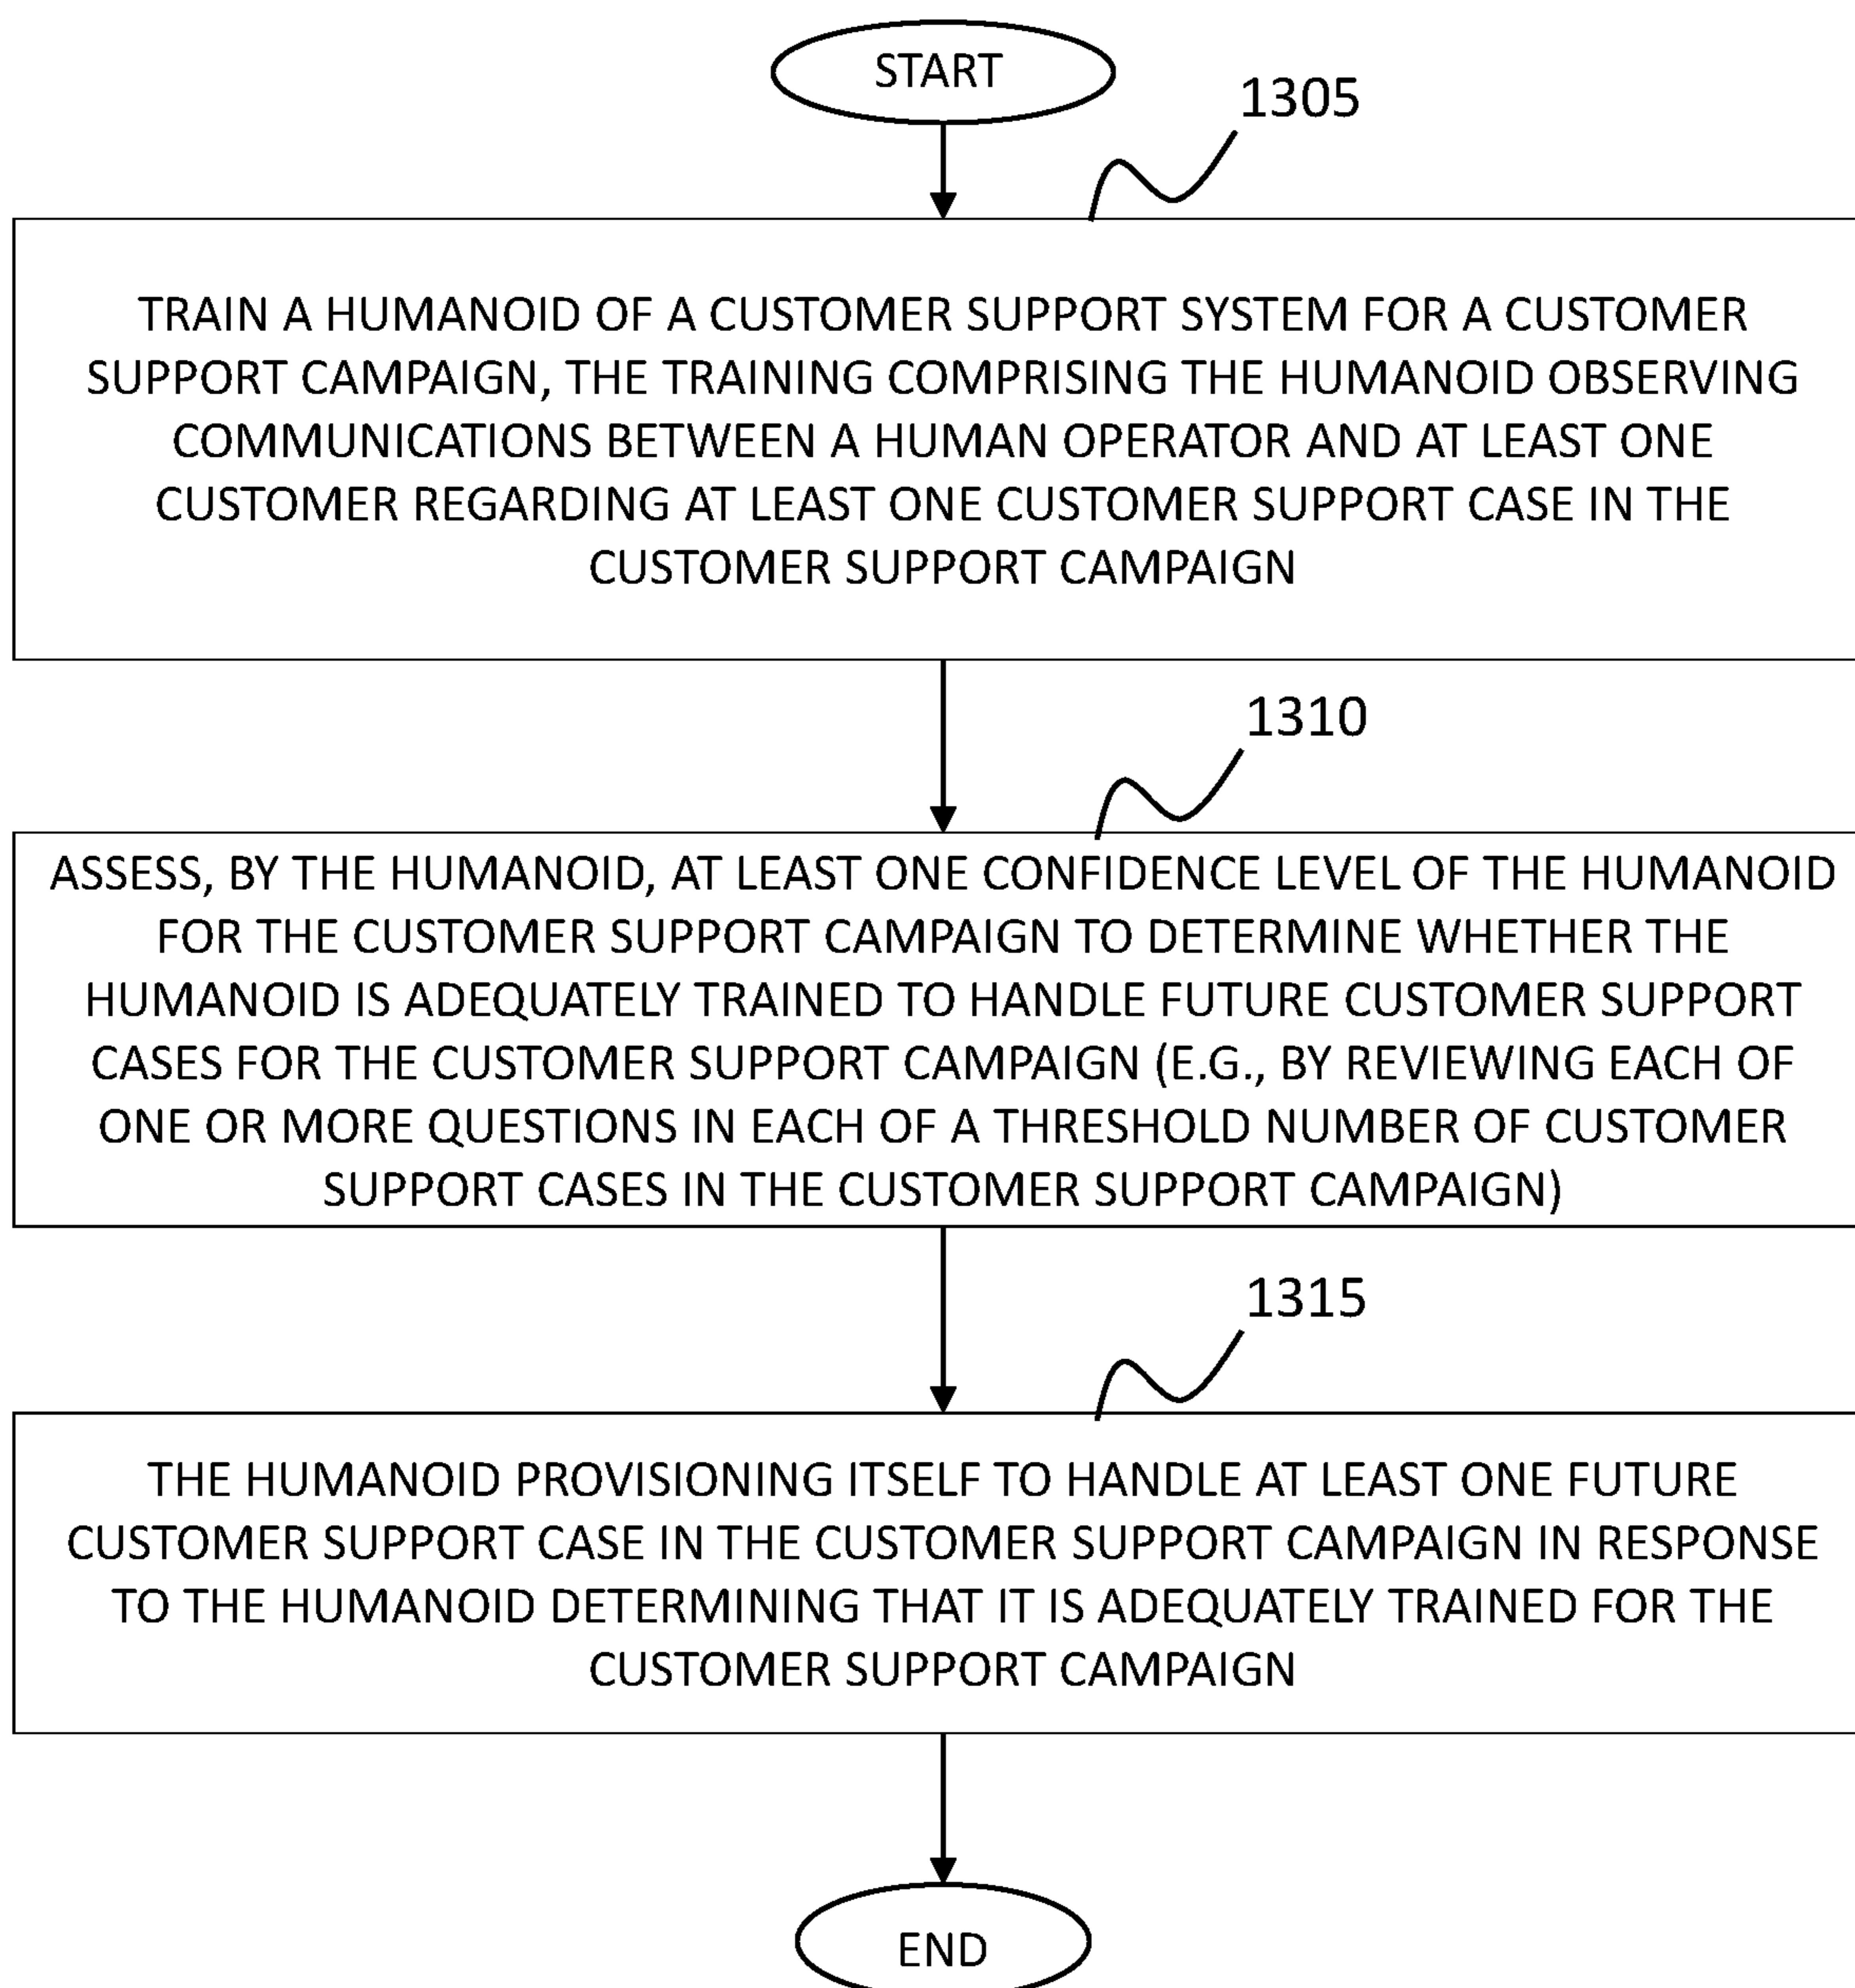 START
1305
TRAIN A HUMANOID OF A CUSTOMER SUPPORT SYSTEM FOR A CUSTOMER
SUPPORT CAMPAIGN, THE TRAINING COMPRISING THE HUMANOID OBSERVING
COMMUNICATIONS BETWEEN A HUMAN OPERATOR AND AT LEAST ONE
CUSTOMER REGARDING AT LEAST ONE CUSTOMER SUPPORT CASE IN THE
CUSTOMER SUPPORT CAMPAIGN
1310
ASSESS, BY THE HUMANOID, AT LEAST ONE CONFIDENCE LEVEL OF THE HUMANOID
FOR THE CUSTOMER SUPPORT CAMPAIGN TO DETERMINE WHETHER THE
HUMANOID IS ADEQUATELY TRAINED TO HANDLE FUTURE CUSTOMER SUPPORT
CASES FOR THE CUSTOMER SUPPORT CAMPAIGN (E.G., BY REVIEWING EACH OF
ONE OR MORE QUESTIONS IN EACH OF A THRESHOLD NUMBER OF CUSTOMER
SUPPORT CASES IN THE CUSTOMER SUPPORT CAMPAIGN)
1315
THE HUMANOID PROVISIONING ITSELF TO HANDLE AT LEAST ONE FUTURE
CUSTOMER SUPPORT CASE IN THE CUSTOMER SUPPORT CAMPAIGN IN RESPONSE
TO THE HUMANOID DETERMINING THAT IT IS ADEQUATELY TRAINED FOR THE
CUSTOMER SUPPORT CAMPAIGN
END